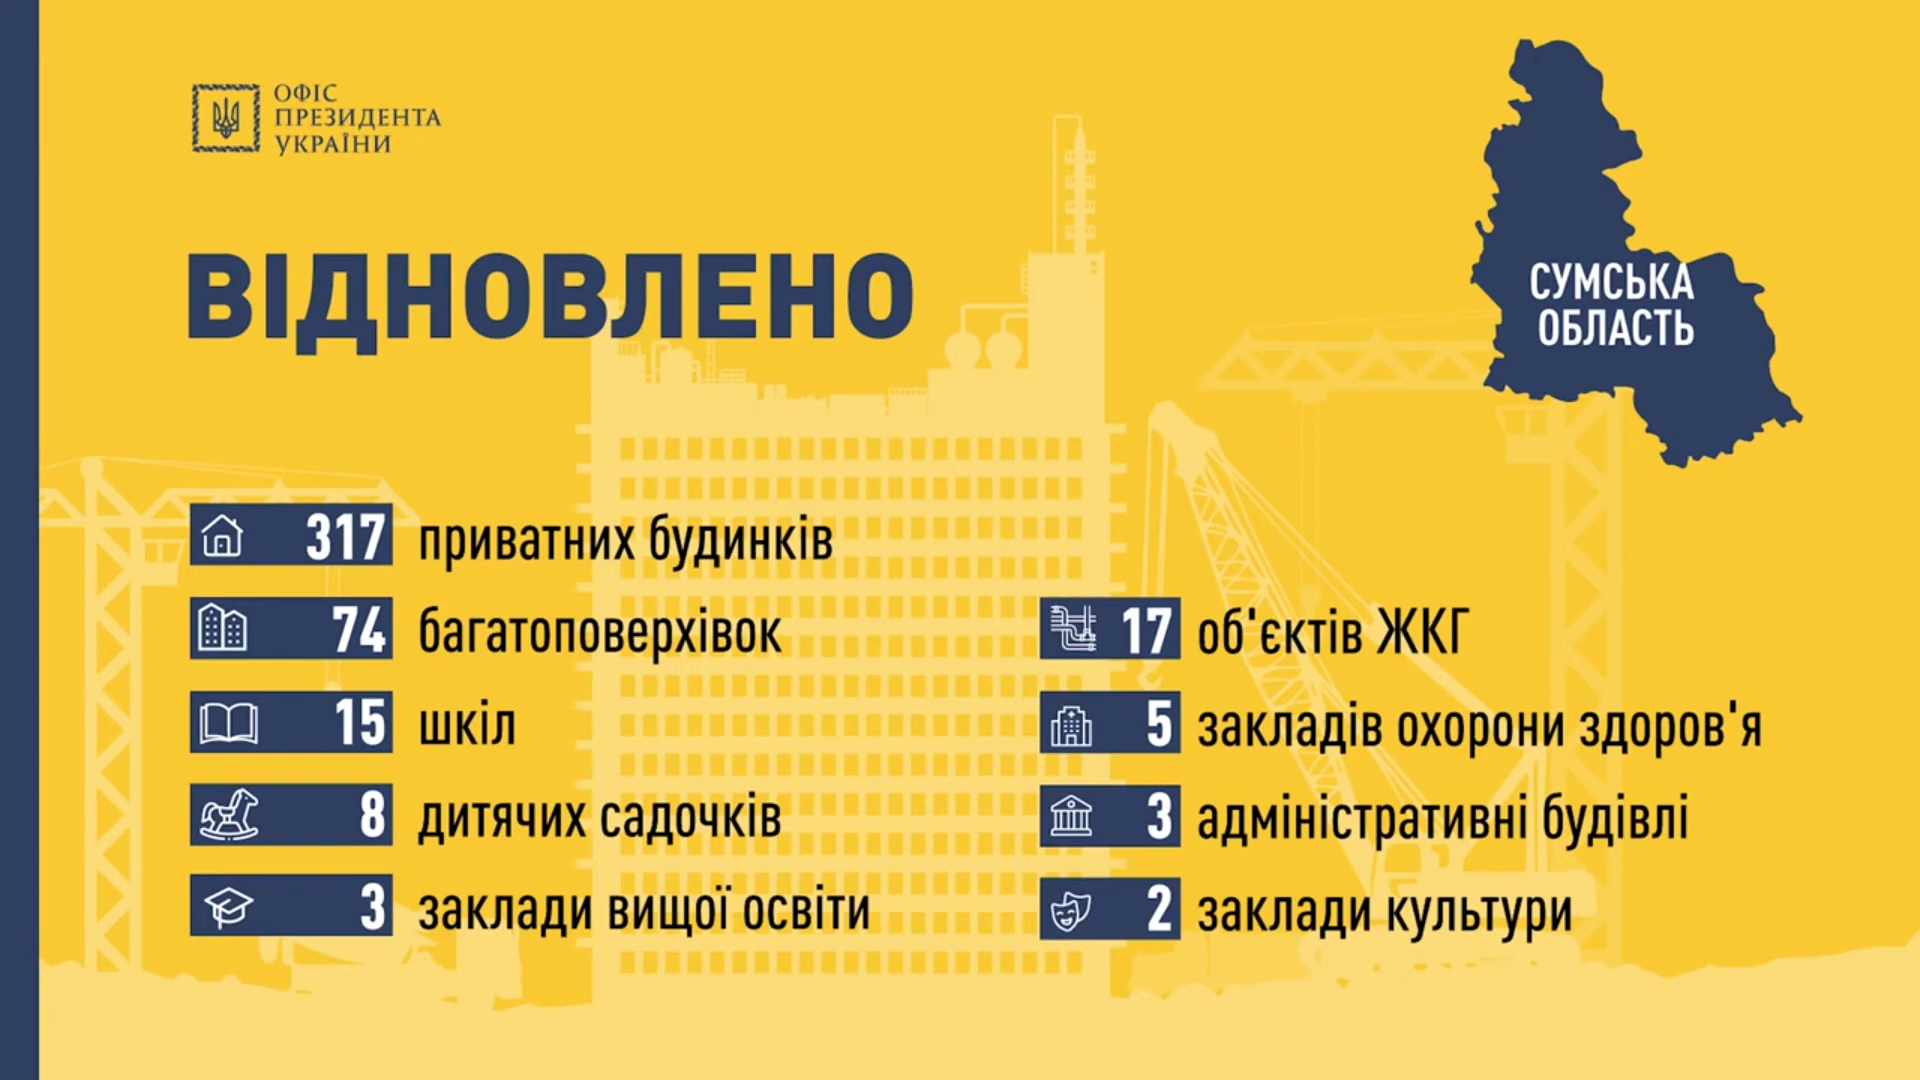 ОФІС
ПРЕЗИДЕНТА
УКРАЇНИ
ВІДНОВЛЕНО
СУМСЬКА
ОБЛАСТЬ
317 приватних будинків
74 багатоповерхівок
15 шкіл
8 дитячих садочків
3 заклади вищої освіти
17 об'єктів ЖКГ
5 закладів охорони здоров'я
3 адміністративні будівлі
2 заклади культури